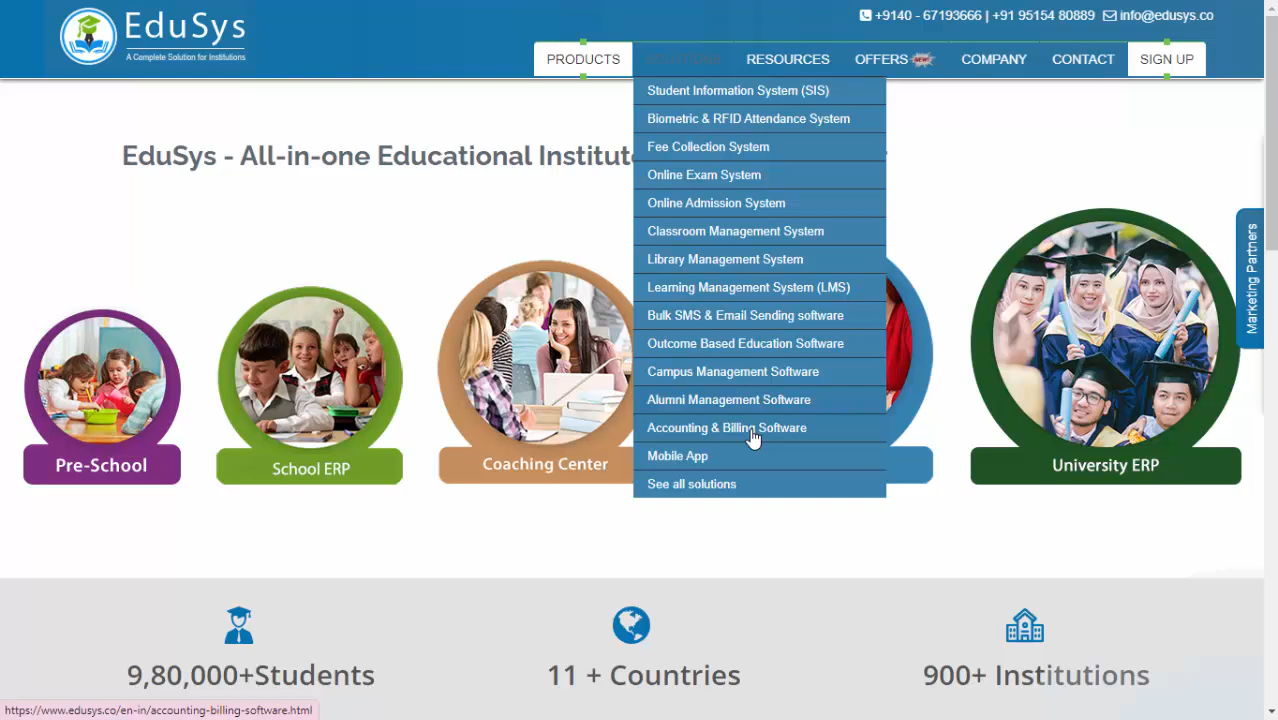 EduSys
A Complete Solution for Institutions
+9140 - 67193666 | +91 95154 80889 info@edusys.co
PRODUCTS SOLUTIONS RESOURCES OFFERS NEW COMPANY CONTACT SIGN UP
Student Information System (SIS)
Biometric & RFID Attendance System
Fee Collection System
Online Exam System
Online Admission System
Classroom Management System
Library Management System
Learning Management System (LMS)
Bulk SMS & Email Sending software
Outcome Based Education Software
Campus Management Software
Alumni Management Software
Accounting & Billing Software
Mobile App
See all solutions
EduSys - All-in-one Educational Institut
Marketing Partners
Pre-School
School ERP
Coaching Center
University ERP
9,80,000+Students
11 + Countries
900+ Institutions
https://www.edusys.co/en-in/accounting-billing-software.html